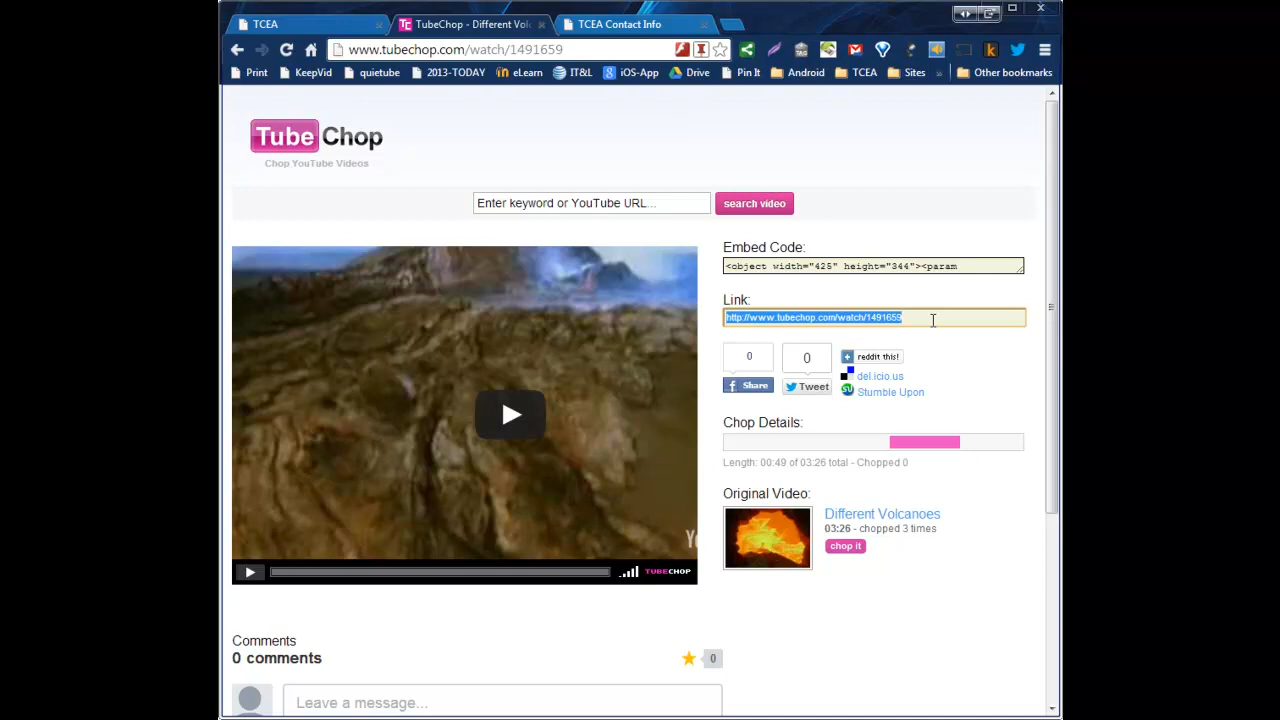 TCEA
TubeChop - Different Vol
TCEA Contact Info
www.tubechop.com/watch/1491659
Print
KeepVid
quietube
2013-TODAY
eLearn
IT&L
iOS-App
Drive
Pin It
Android
TCEA
Sites
»
Other bookmarks
Tube Chop
Chop YouTube Videos
Enter keyword or YouTube URL...
search video
Embed Code:
<object width="425" height="344"><param
Link:
http://www.tubechop.com/watch/1491659
0
0
reddit this!
Share
Tweet
del.icio.us
Stumble Upon
Chop Details:
Length: 00:49 of 03:26 total - Chopped 0
Original Video:
Different Volcanoes
03:26 - chopped 3 times
chop it
TUBECHOP
Comments
0 comments
0
Leave a message...